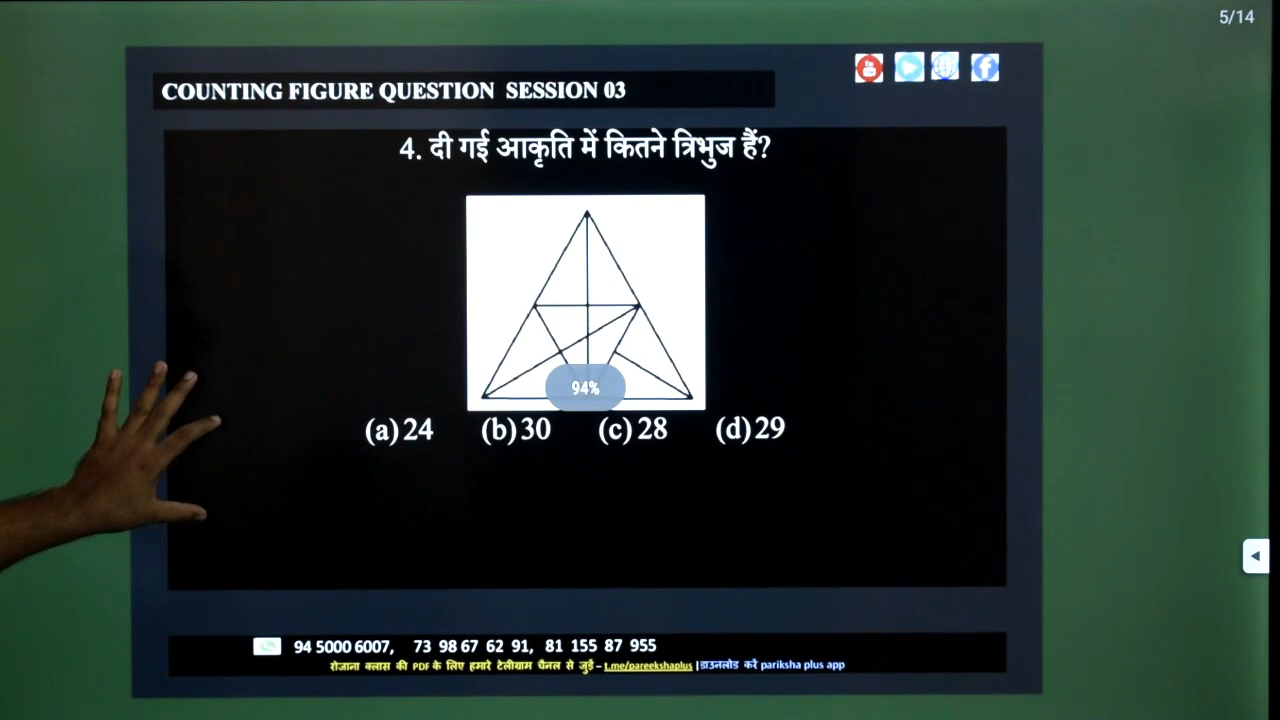 5/14
COUNTING FIGURE QUESTION SESSION 03
4. दी गई आकृति में कितने त्रिभुज हैं?
94%
(a) 24 (b) 30 (c) 28 (d) 29
94 5000 6007, 73 98 67 62 91, 81 155 87 955
रोजाना क्लास की PDF के लिए हमारे टेलीग्राम चैनल से जुड़ें – t.me/pareekshaplus | डाउनलोड करें pariksha plus app